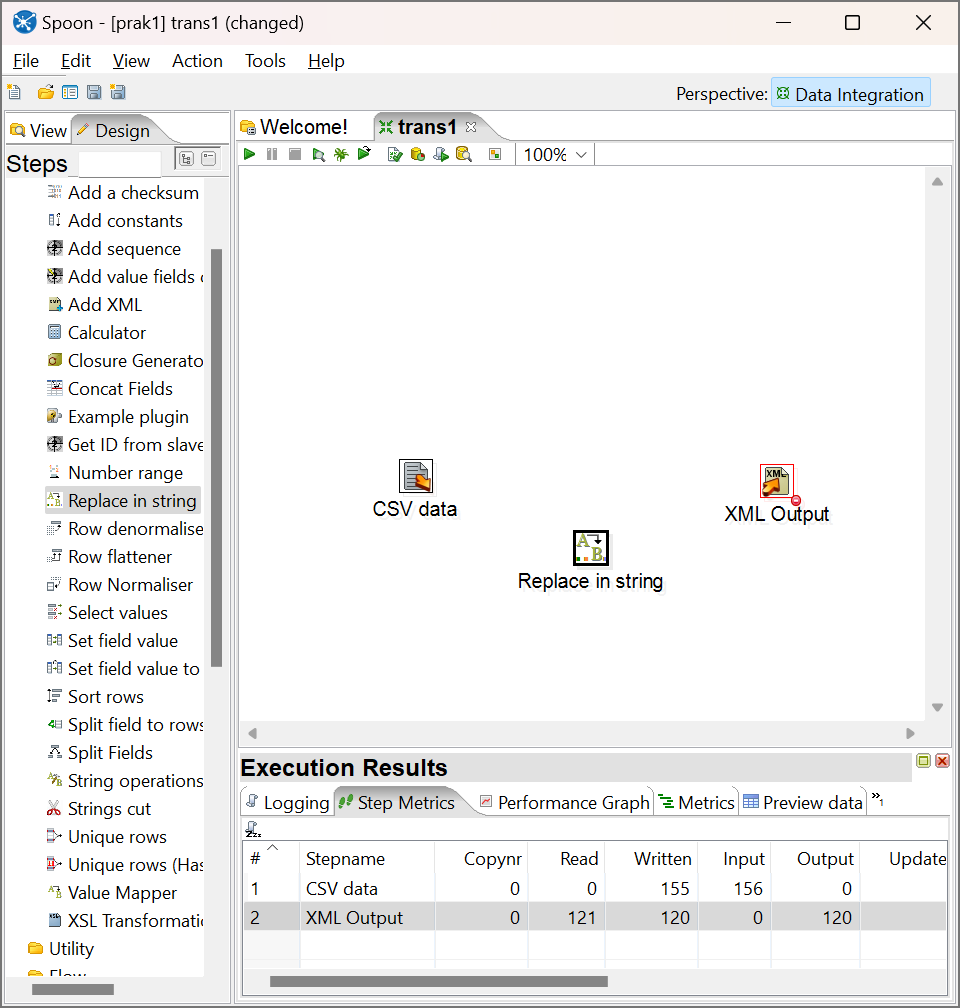 Spoon - [prak1] trans1 (changed)
File Edit View Action Tools Help
Perspective: Data Integration
View Design
Welcome! trans1
Steps
100%
Add a checksum
Add constants
Add sequence
Add value fields
Add XML
Calculator
Closure Generato
Concat Fields
Example plugin
Get ID from slave
Number range
Replace in string
Row denormalise
Row flattener
Row Normaliser
Select values
Set field value
Set field value to
Sort rows
Split field to rows
Split Fields
String operations
Strings cut
Unique rows
Unique rows (Has
Value Mapper
XSL Transformatio
Utility
Flow
CSV data
XML
XML Output
A B
Replace in string
Execution Results
Logging Step Metrics Performance Graph Metrics Preview data »1
# Stepname Copynr Read Written Input Output Update
1 CSV data 0 0 155 156 0
2 XML Output 0 121 120 0 120